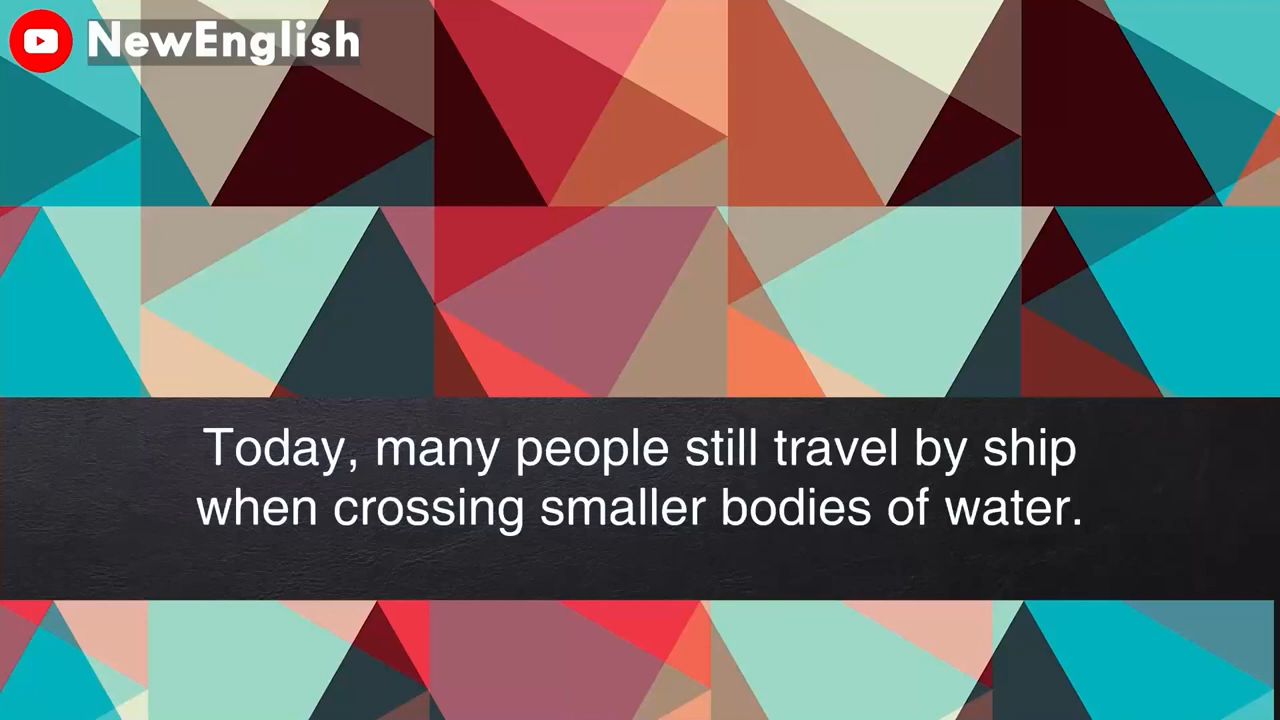 NewEnglish
Today, many people still travel by ship
when crossing smaller bodies of water.